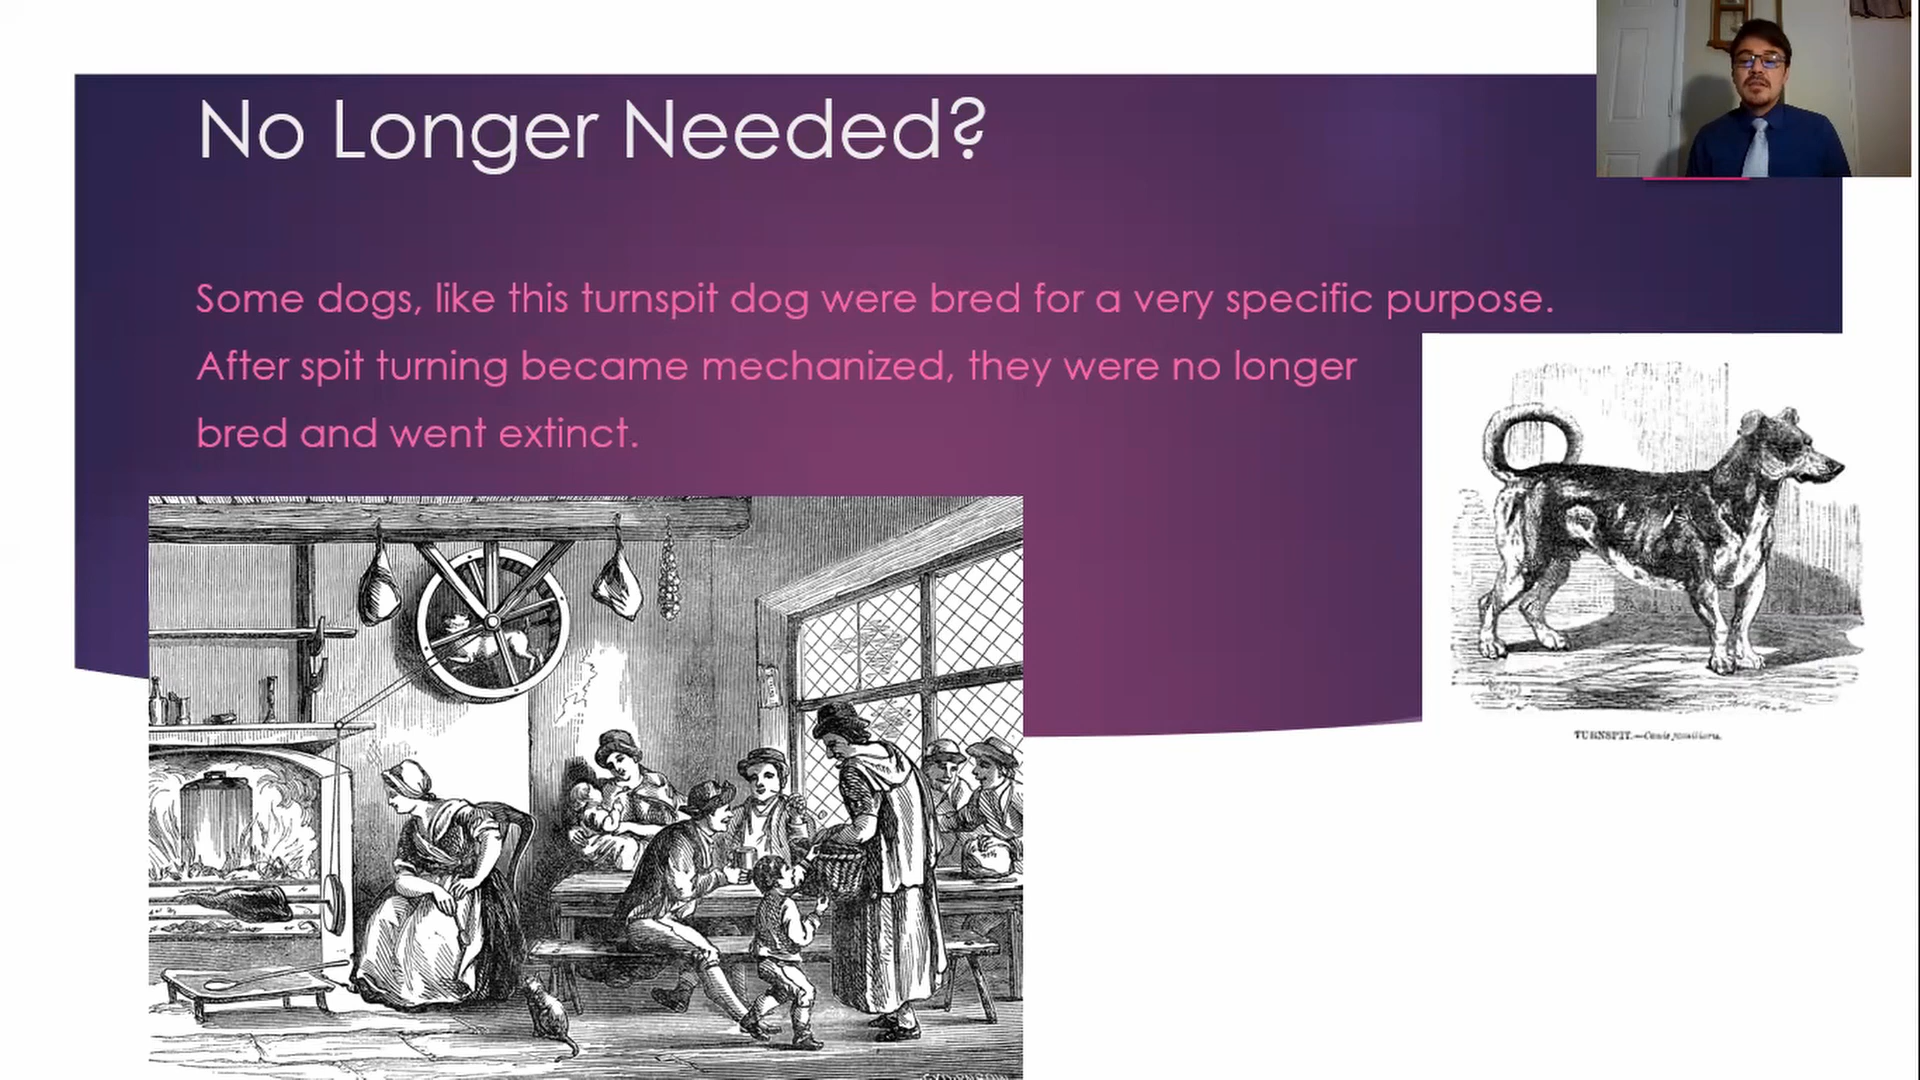 No Longer Needed?
Some dogs, like this turnspit dog were bred for a very specific purpose.
After spit turning became mechanized, they were no longer
bred and went extinct.
TURNSPIT.—Canis